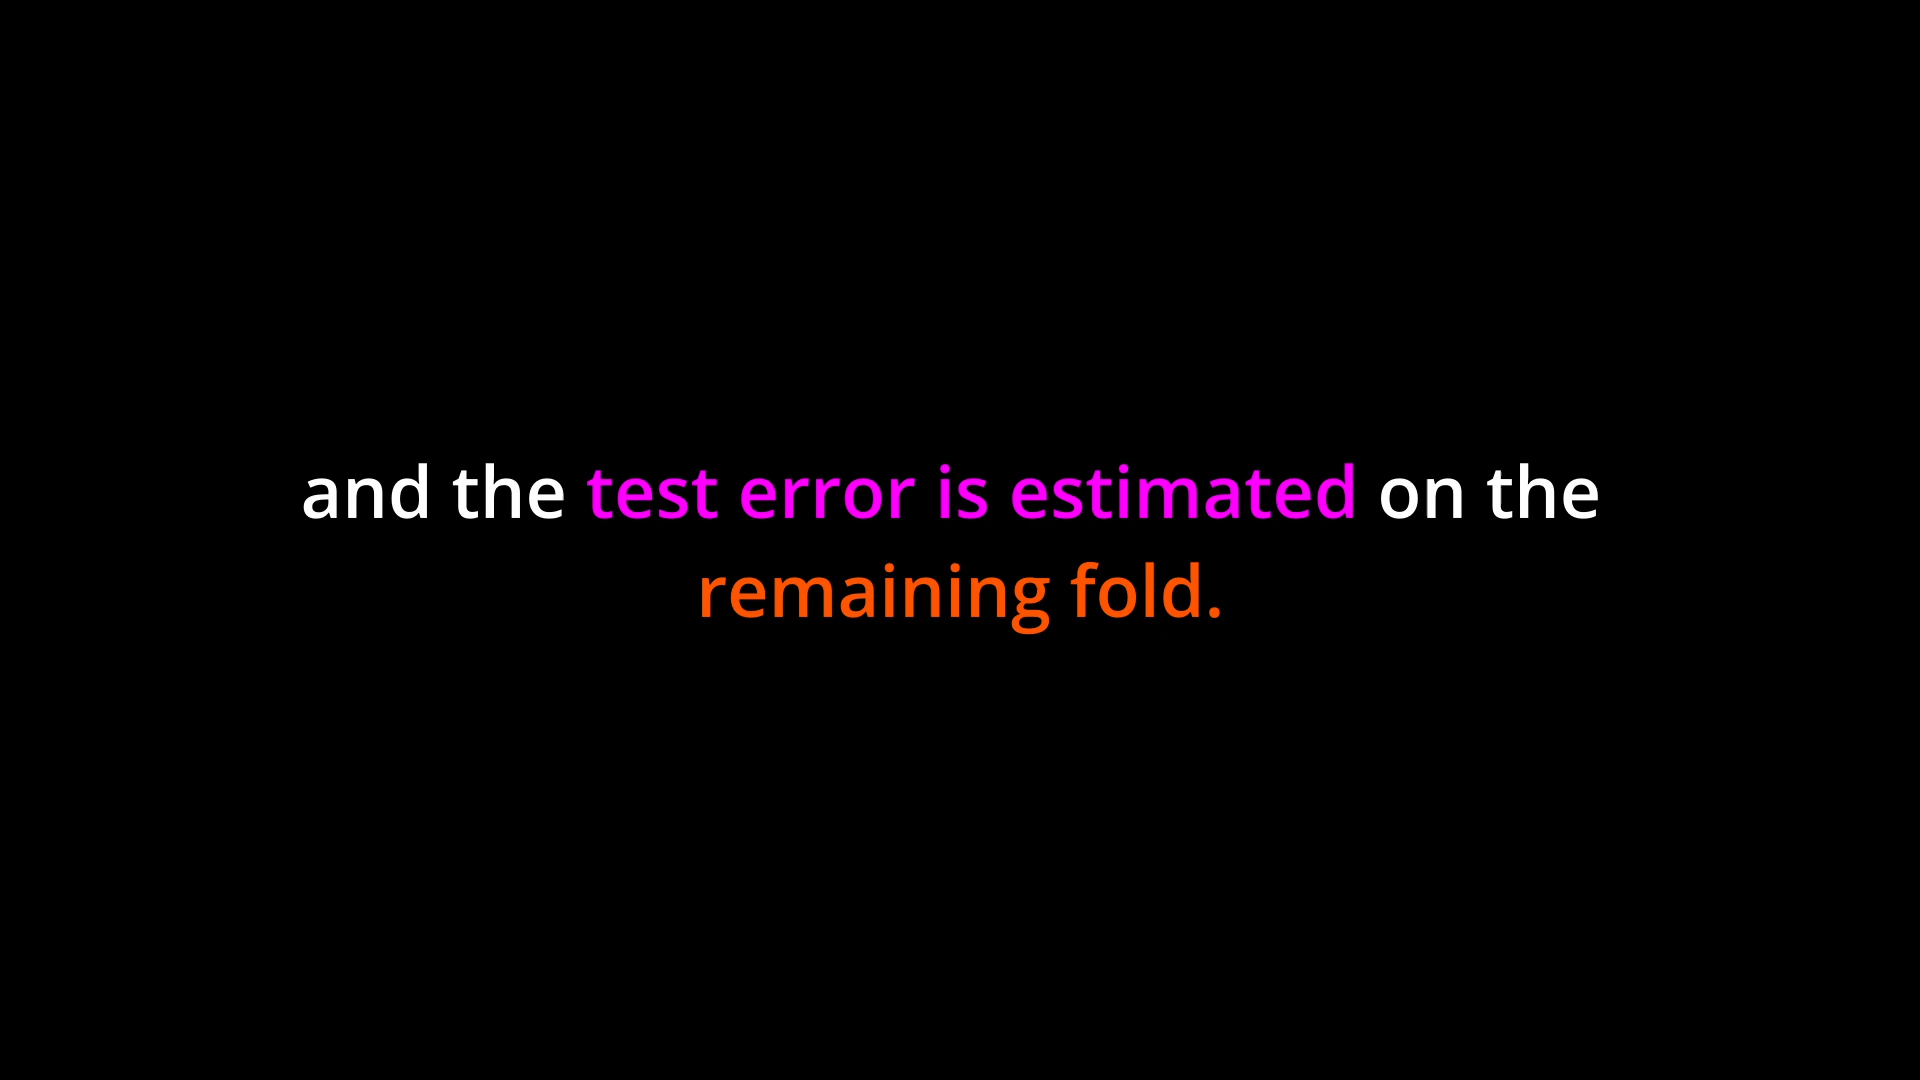 and the test error is estimated on the
remaining fold.